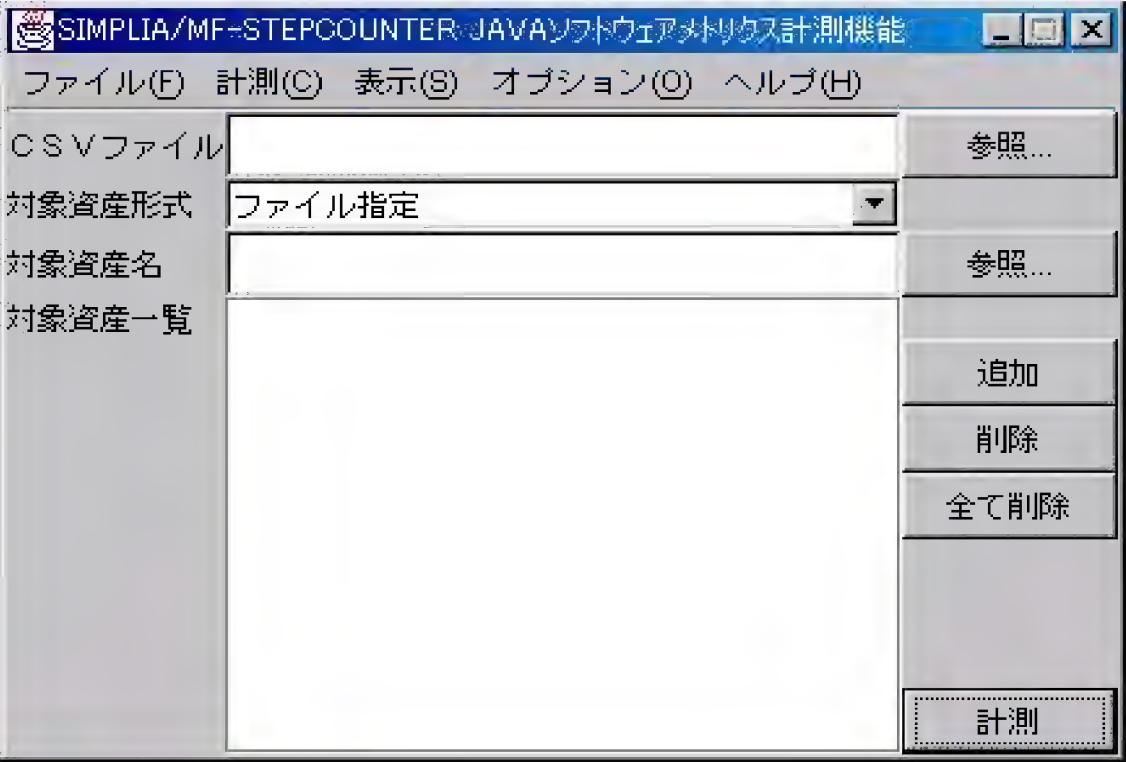 SIMPLIA/MF-STEPCOUNTER JAVAソフトウェアメトリクス計測機能
ファイル(F) 計測(C) 表示(S) オプション(O) ヘルプ(H)
ＣＳＶファイル 参照...
対象資産形式 ファイル指定
対象資産名 参照...
対象資産一覧
追加
削除
全て削除
計測